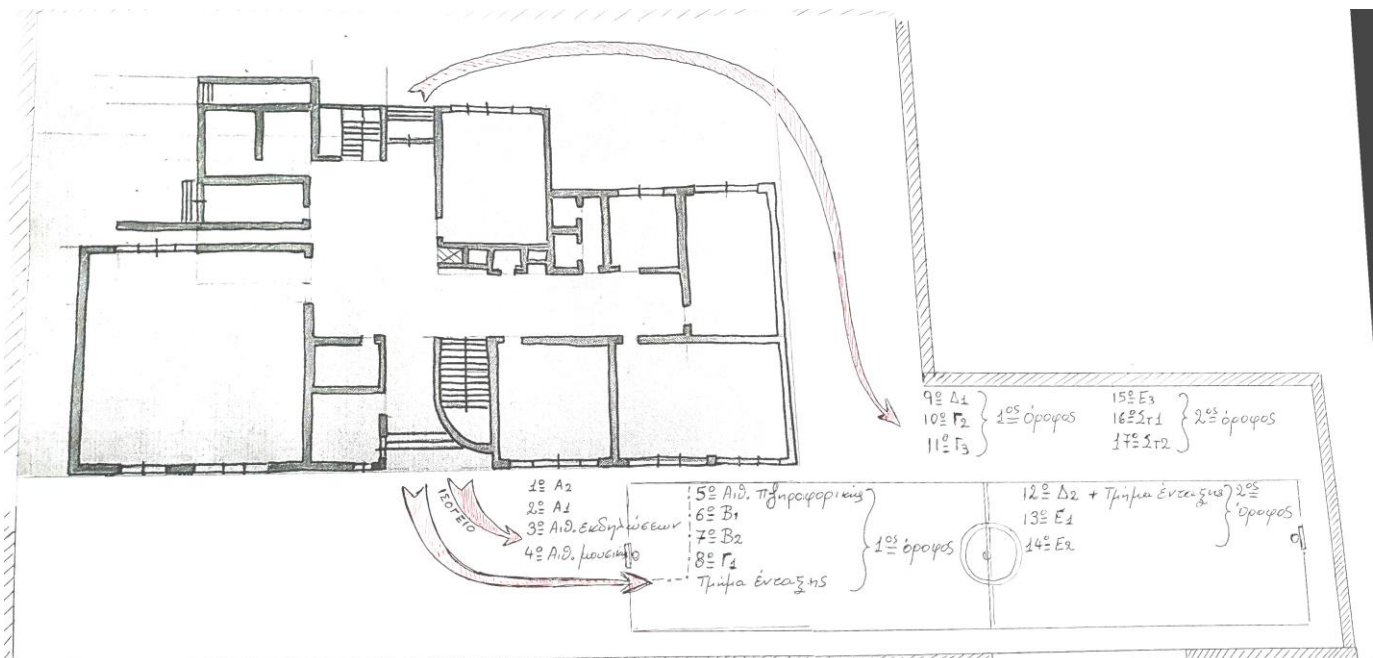 9ο Δ1
10ο Γ2
11ο Γ3
1ος όροφος
15ο Ε3
16ο Στ1
17ο Στ2
2ος όροφος
ΙΣΟΓΕΙΟ
1ο Α2
2ο Α1
3ο Αιθ. εκδηλώσεων
4ο Αιθ. μουσικής
5ο Αιθ. πληροφορικής
6ο Β1
7ο Β2
8ο Γ1
Τμήμα ένταξης
1ος όροφος
12ο Δ2 + Τμήμα ένταξης
13ο Ε1
14ο Ε2
2ος
όροφος